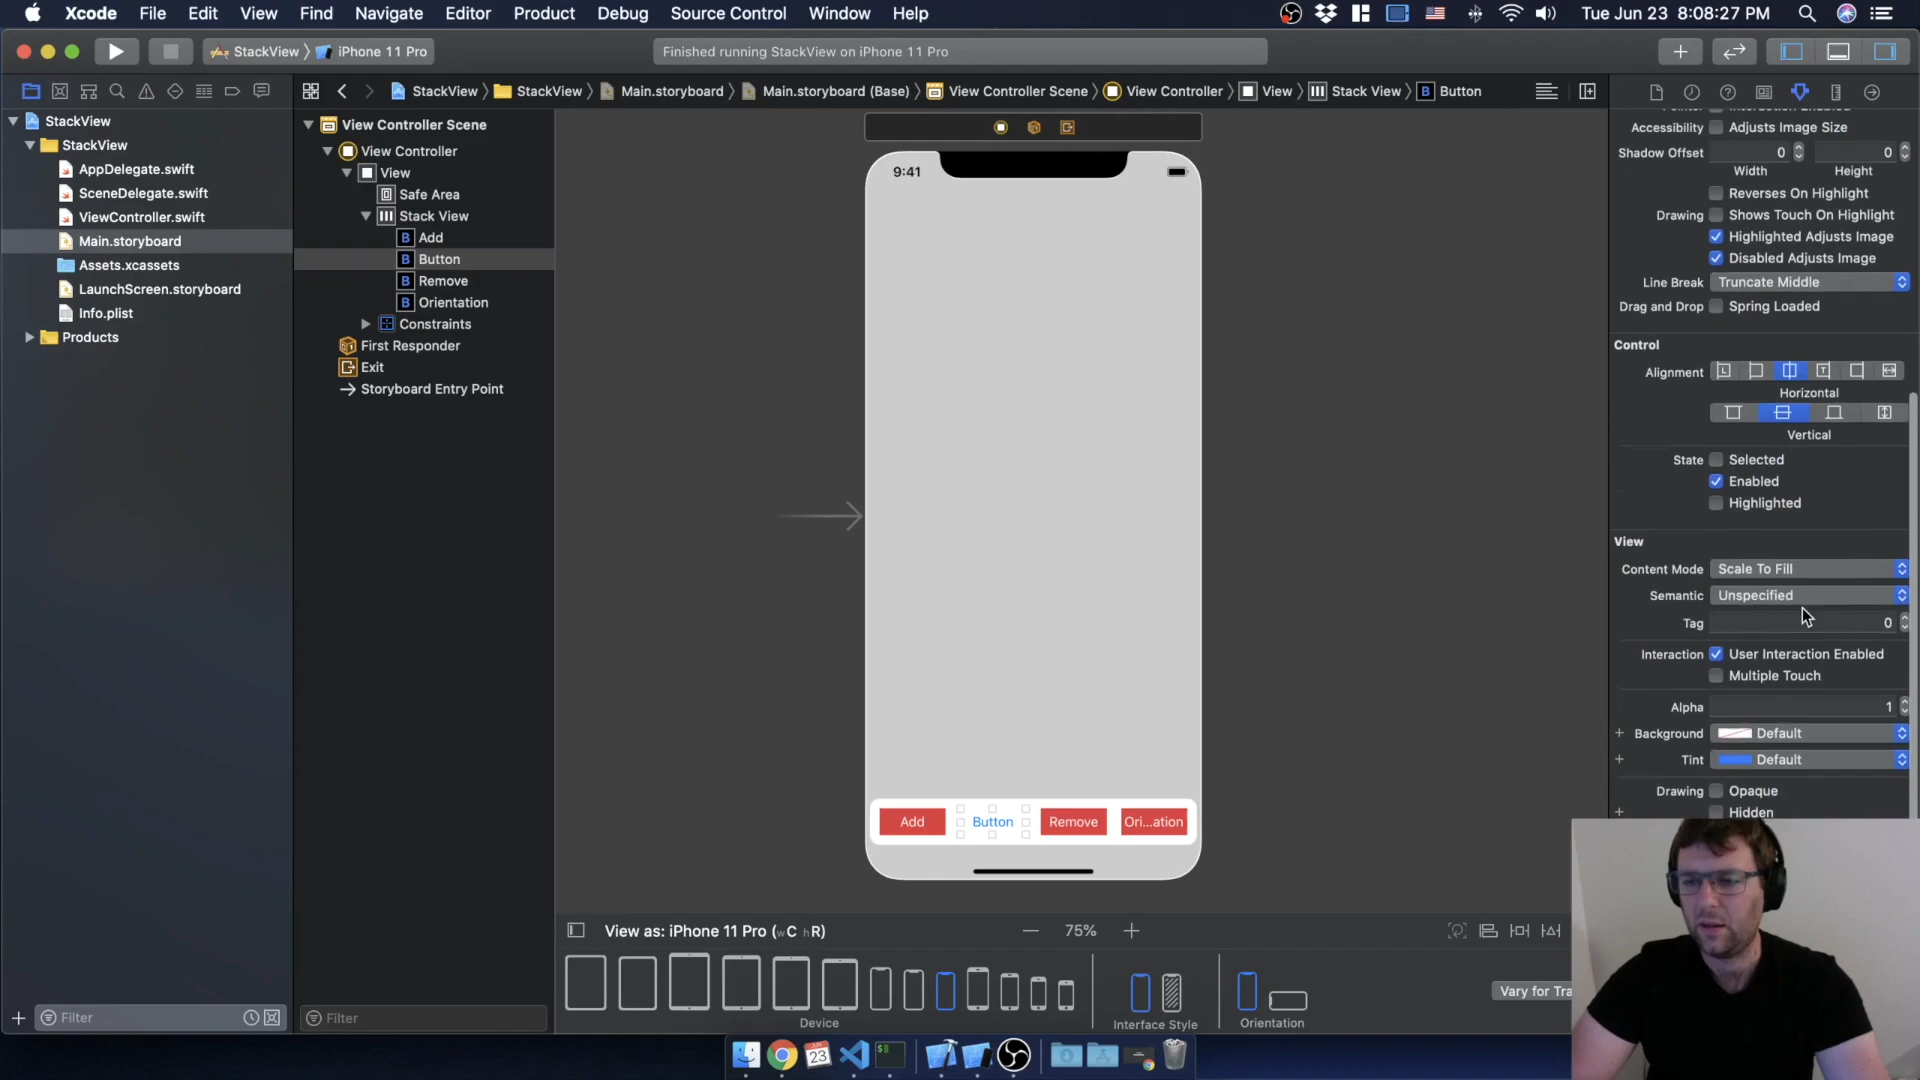 Xcode File Edit View Find Navigate Editor Product Debug Source Control Window Help Tue Jun 23 8:08:27 PM
StackView iPhone 11 Pro Finished running StackView on iPhone 11 Pro
StackView StackView Main.storyboard Main.storyboard (Base) View Controller Scene View Controller View Stack View B Button
StackView
StackView
AppDelegate.swift
SceneDelegate.swift
ViewController.swift
Main.storyboard
Assets.xcassets
LaunchScreen.storyboard
Info.plist
Products
Filter
View Controller Scene
View Controller
View
Safe Area
Stack View
B Add
B Button
B Remove
B Orientation
Constraints
First Responder
Exit
Storyboard Entry Point
Filter
9:41
Add Button Remove Ori...ation
View as: iPhone 11 Pro (wC hR) 75%
Vary for Tra
Device Interface Style Orientation
Accessibility Adjusts Image Size
Shadow Offset 0 0
Width Height
Reverses On Highlight
Drawing Shows Touch On Highlight
Highlighted Adjusts Image
Disabled Adjusts Image
Line Break Truncate Middle
Drag and Drop Spring Loaded
Control
Alignment
Horizontal
Vertical
State Selected
Enabled
Highlighted
View
Content Mode Scale To Fill
Semantic Unspecified
Tag 0
Interaction User Interaction Enabled
Multiple Touch
Alpha 1
Background Default
Tint Default
Drawing Opaque
Hidden
23